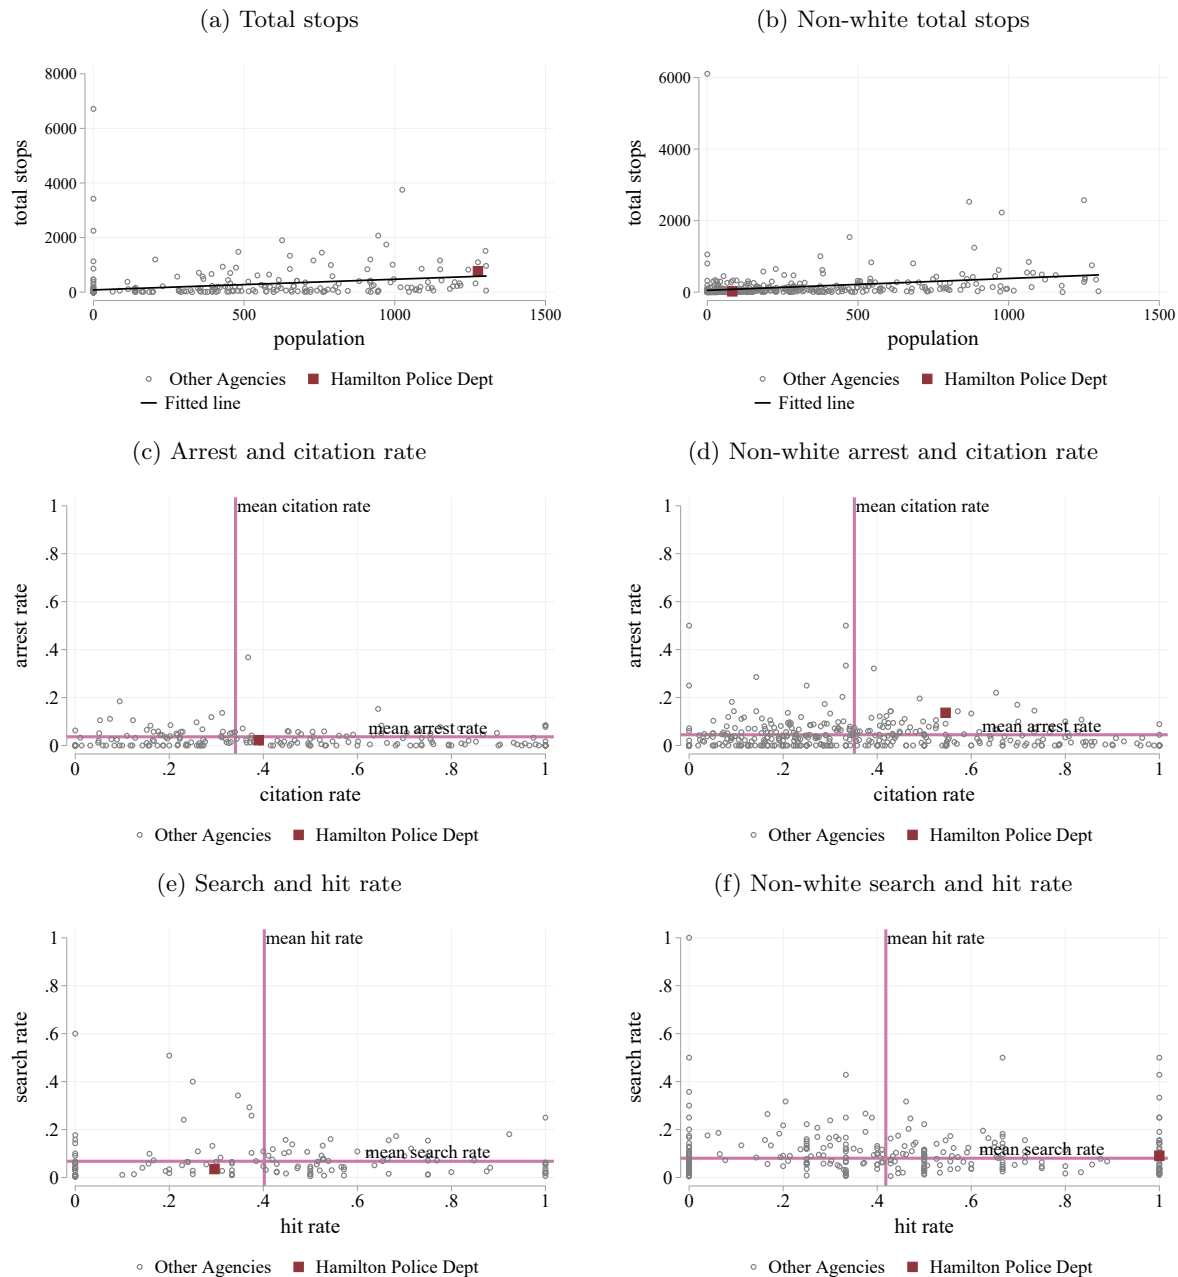 (a) Total stops
8000
6000
4000
2000
0
total stops
0 500 1000 1500
population
Other Agencies Hamilton Police Dept
Fitted line
(b) Non-white total stops
6000
4000
2000
0
total stops
0 500 1000 1500
population
Other Agencies Hamilton Police Dept
Fitted line
(c) Arrest and citation rate
mean citation rate
mean arrest rate
1
.8
.6
.4
.2
0
arrest rate
0 .2 .4 .6 .8 1
citation rate
Other Agencies Hamilton Police Dept
(d) Non-white arrest and citation rate
mean citation rate
mean arrest rate
1
.8
.6
.4
.2
0
arrest rate
0 .2 .4 .6 .8 1
citation rate
Other Agencies Hamilton Police Dept
(e) Search and hit rate
mean hit rate
mean search rate
1
.8
.6
.4
.2
0
search rate
0 .2 .4 .6 .8 1
hit rate
Other Agencies Hamilton Police Dept
(f) Non-white search and hit rate
mean hit rate
mean search rate
1
.8
.6
.4
.2
0
search rate
0 .2 .4 .6 .8 1
hit rate
Other Agencies Hamilton Police Dept